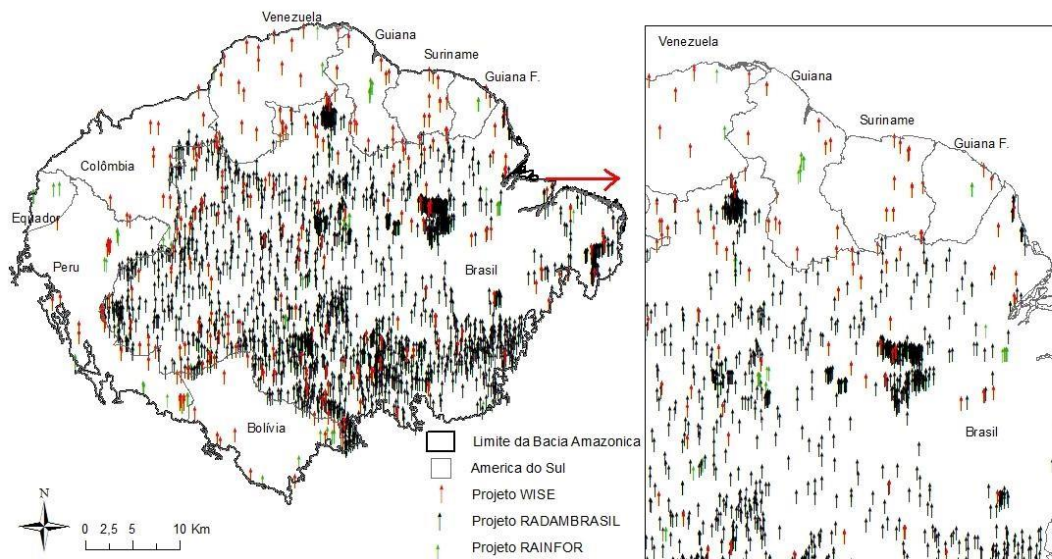 Venezuela
Guiana
Suriname
Guiana F.
Colômbia
Equador
Peru
Brasil
Bolívia
Limite da Bacia Amazonica
America do Sul
Projeto WISE
Projeto RADAMBRASIL
Projeto RAINFOR
N
0 2,5 5 10 Km
Venezuela
Guiana
Suriname
Guiana F.
Brasil